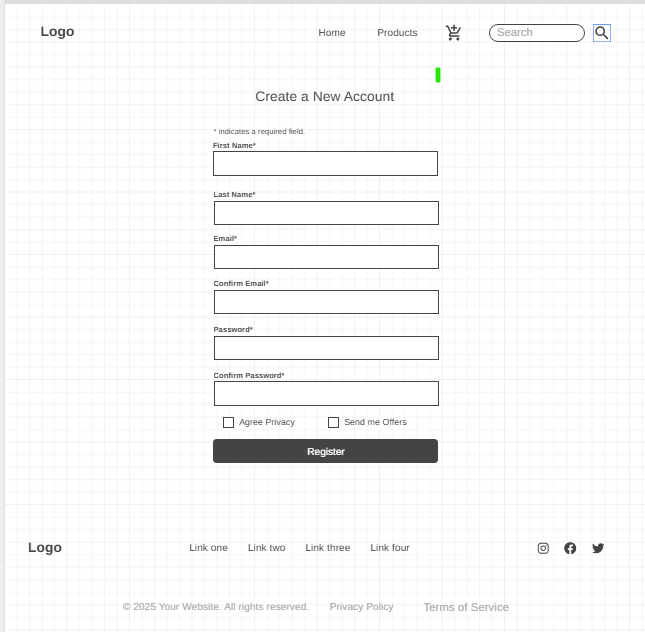 Logo Home Products Search
Create a New Account
* indicates a required field.
First Name*
Last Name*
Email*
Confirm Email*
Password*
Confirm Password*
Agree Privacy Send me Offers
Register
Logo Link one Link two Link three Link four
© 2025 Your Website. All rights reserved. Privacy Policy Terms of Service